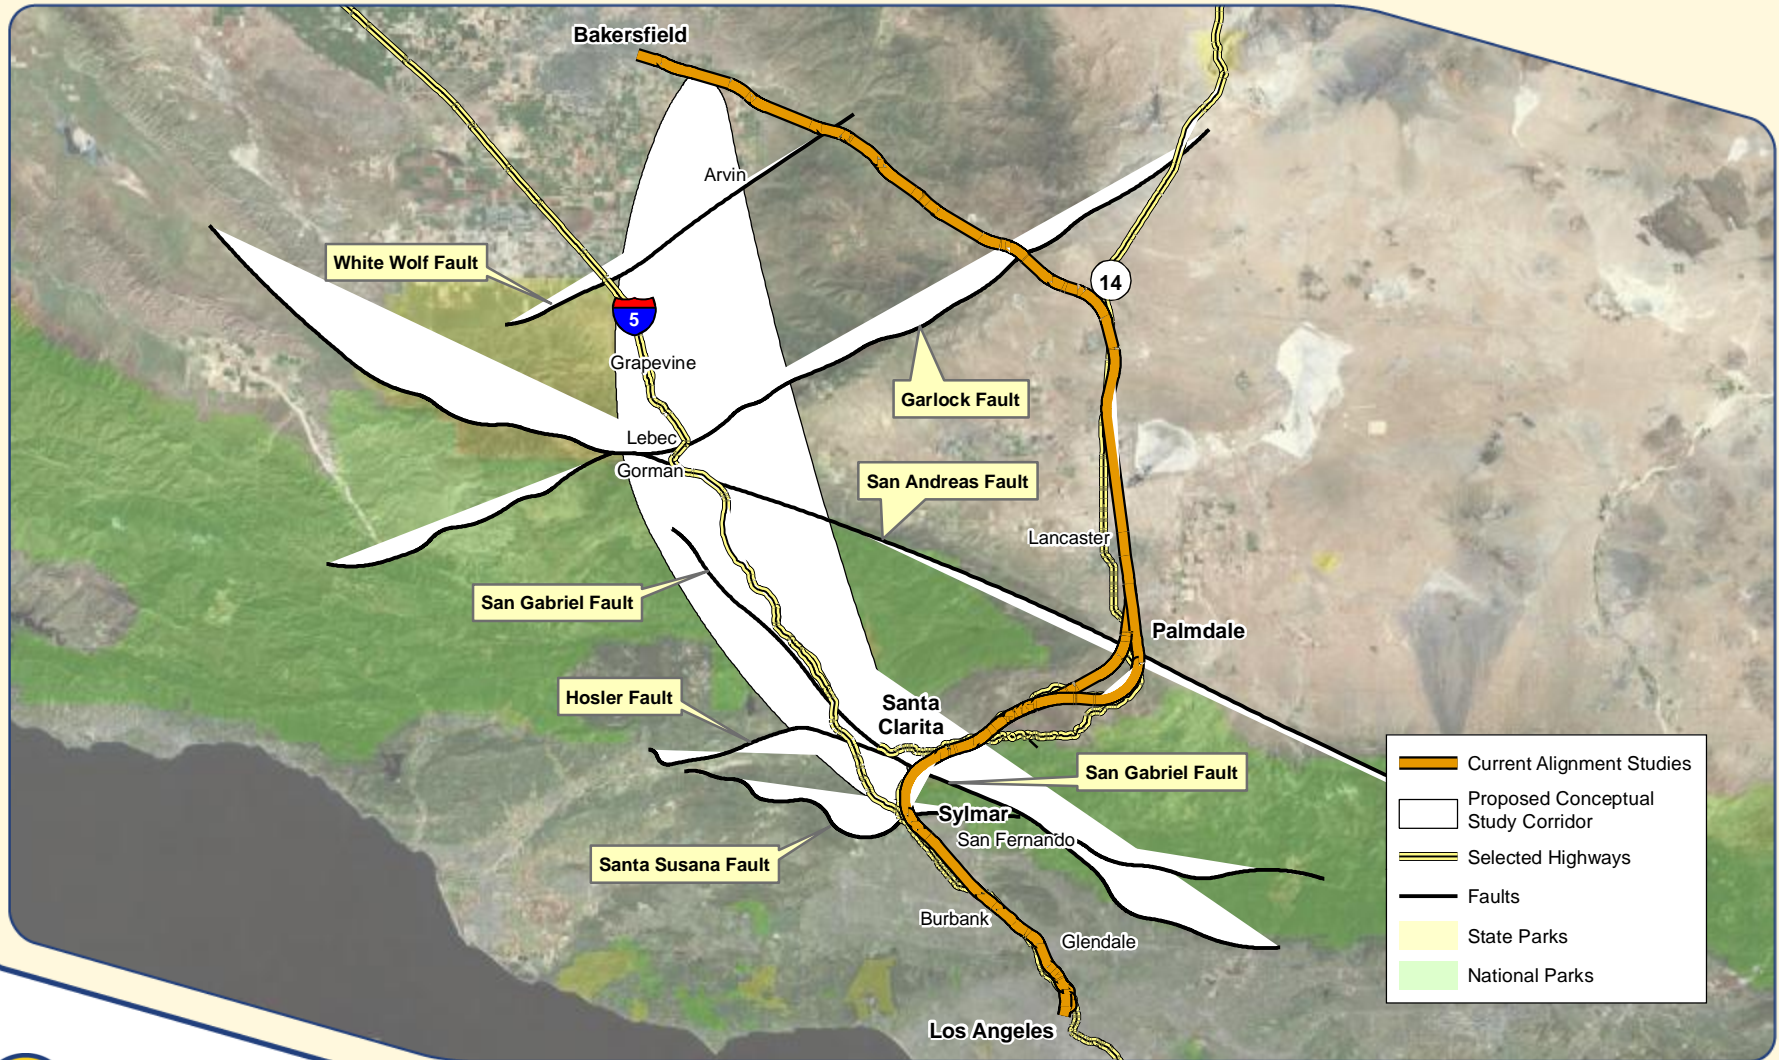 Bakersfield
Arvin
White Wolf Fault
14
5
Grapevine
Garlock Fault
Lebec
Gorman
San Andreas Fault
Lancaster
San Gabriel Fault
Palmdale
Hosler Fault
Santa
Clarita
San Gabriel Fault
Sylmar
San Fernando
Santa Susana Fault
Burbank
Glendale
Los Angeles
Current Alignment Studies
Proposed Conceptual
Study Corridor
Selected Highways
Faults
State Parks
National Parks